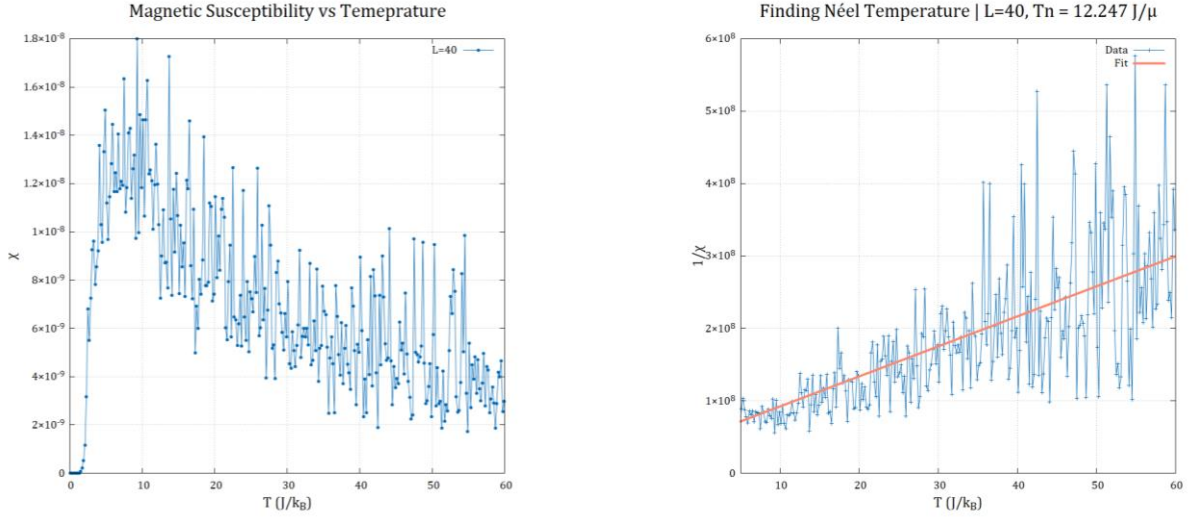 Magnetic Susceptibility vs Temeprature
L=40
1.8×10⁻⁸
1.6×10⁻⁸
1.4×10⁻⁸
1.2×10⁻⁸
1×10⁻⁸
8×10⁻⁹
6×10⁻⁹
4×10⁻⁹
2×10⁻⁹
0
χ
0 10 20 30 40 50 60
T (J/k_B)
Finding Néel Temperature | L=40, Tn = 12.247 J/μ
Data
Fit
6×10⁸
5×10⁸
4×10⁸
3×10⁸
2×10⁸
1×10⁸
0
1/χ
10 20 30 40 50 60
T (J/k_B)